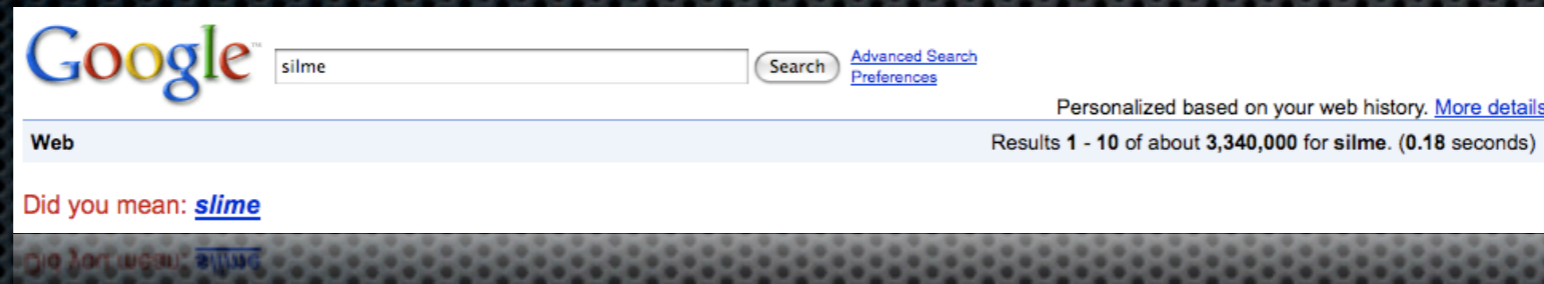 Google™ silme Search Advanced Search
Preferences
Personalized based on your web history. More details
Web Results 1 - 10 of about 3,340,000 for silme. (0.18 seconds)
Did you mean: slime